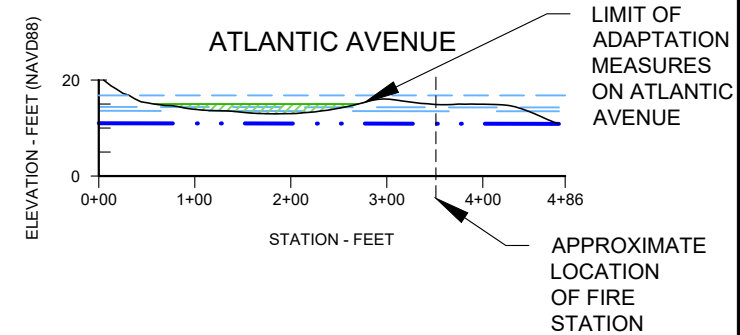 ATLANTIC AVENUE
LIMIT OF
ADAPTATION
MEASURES
ON ATLANTIC
AVENUE
ELEVATION - FEET (NAVD88)
20
0
0+00
1+00
2+00
3+00
4+00
4+86
STATION - FEET
APPROXIMATE
LOCATION
OF FIRE
STATION